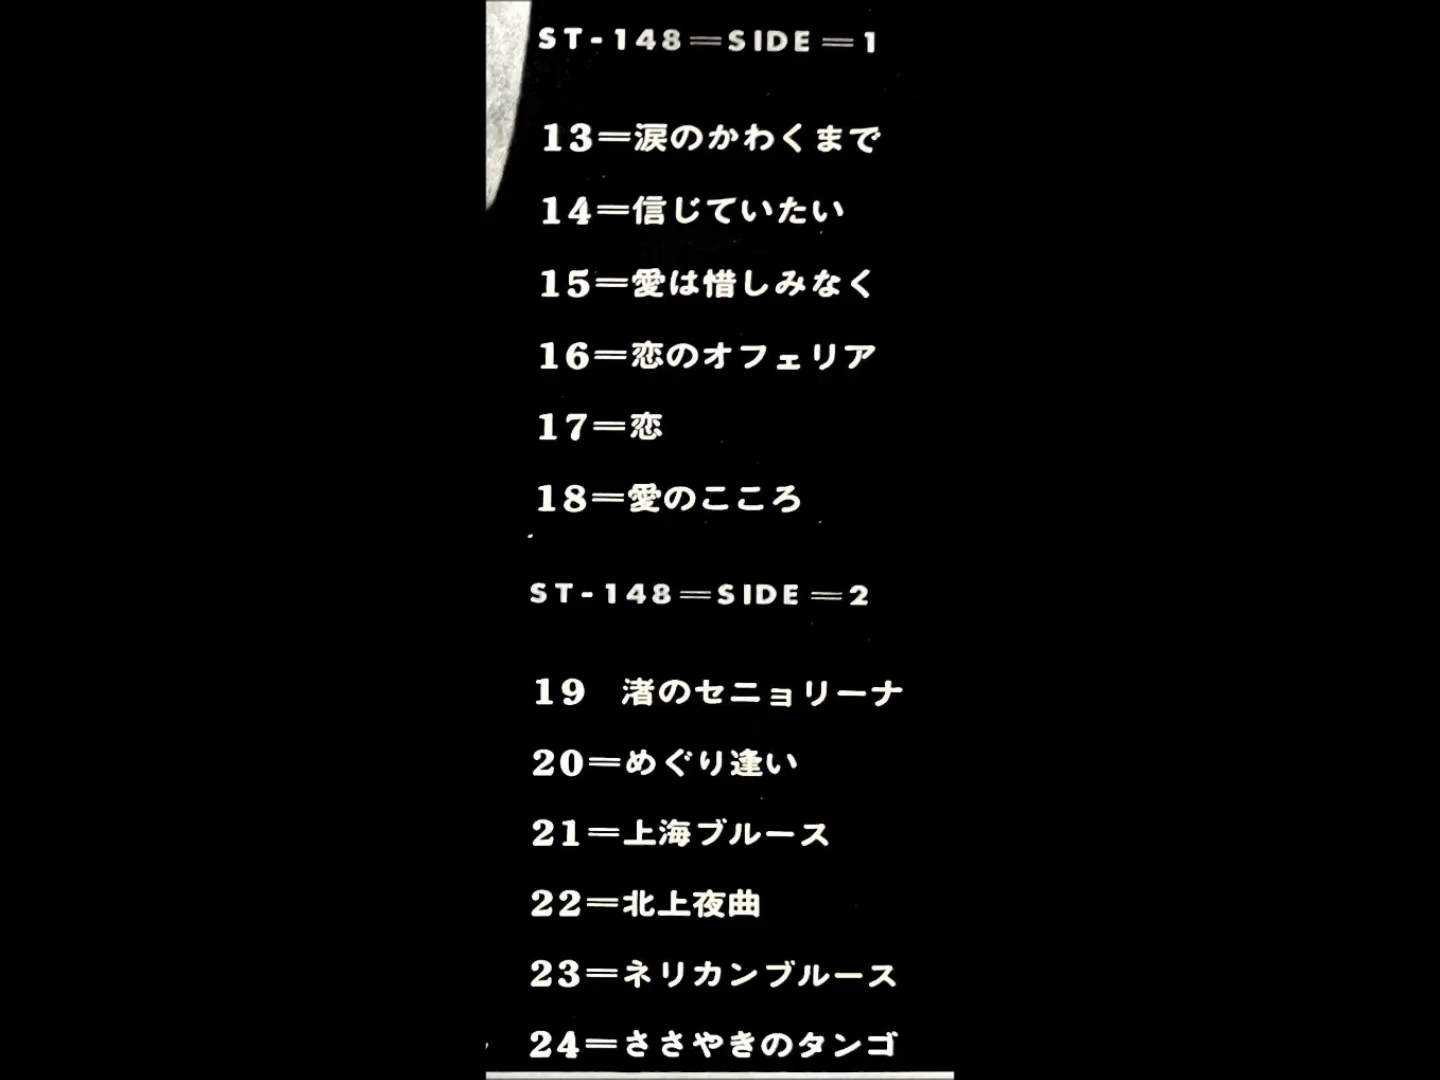 ST-148＝SIDE＝1
13＝涙のかわくまで
14＝信じていたい
15＝愛は惜しみなく
16＝恋のオフェリア
17＝恋
18＝愛のこころ
ST-148＝SIDE＝2
19　渚のセニョリーナ
20＝めぐり逢い
21＝上海ブルース
22＝北上夜曲
23＝ネリカンブルース
24＝ささやきのタンゴ